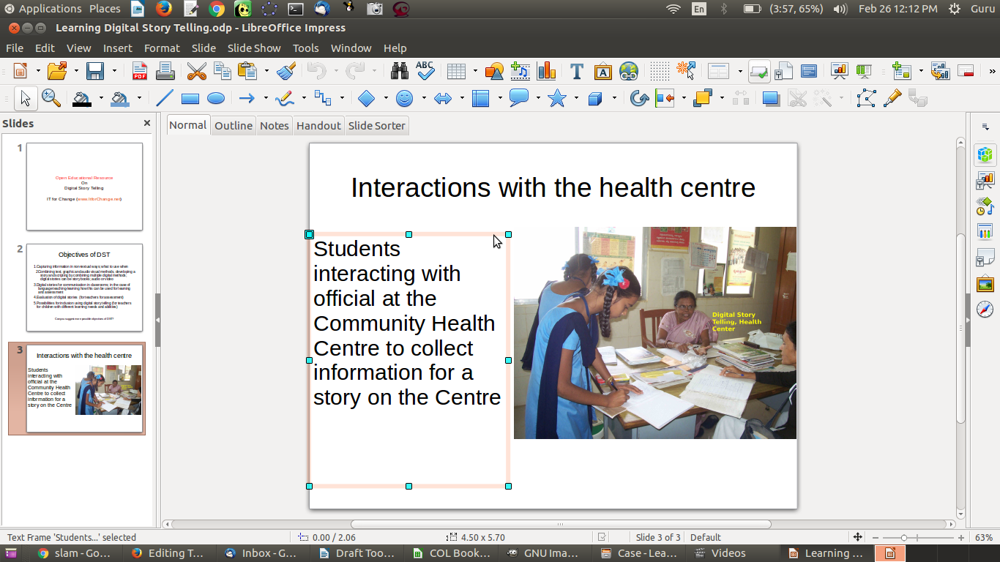 Applications Places En (3:57, 65%) Feb 26 12:12 PM Guru
Learning Digital Story Telling.odp - LibreOffice Impress
File Edit View Insert Format Slide Slide Show Tools Window Help
PDF ABC T A
Slides
Normal Outline Notes Handout Slide Sorter
1
Open Educational Resource
On
Digital Story Telling
IT for Change (www.ItforChange.net)
2
Objectives of DST
1.Capturing information in non-textual ways; what to use when
2.Combining text, graphic and audio visual methods, developing a
story and scripting by combining multiple digital methods;
digital stories can be story books; audio or video
3.Digital stories for communication in classrooms, in the case of
language teaching-learning how this can be used for learning
and assessment
4.Evaluation of digital stories (for teachers for assessment)
5.Possibilities for inclusion using digital story telling (for teachers
for children with different learning needs and abilities)
Can you suggest more possible objectives of DST?
3
Interactions with the health centre
Students
interacting with
official at the
Community Health
Centre to collect
information for a
story on the Centre
Interactions with the health centre
Students
interacting with
official at the
Community Health
Centre to collect
information for a
story on the Centre
Digital Story
Telling, Health
Center
Text Frame 'Students...' selected 0.00 / 2.06 4.50 x 5.70 Slide 3 of 3 Default 63%
slam - Go... Editing T... Inbox - G... Draft Too... COL Book... GNU Ima... Case - Lea... Videos Learning ...